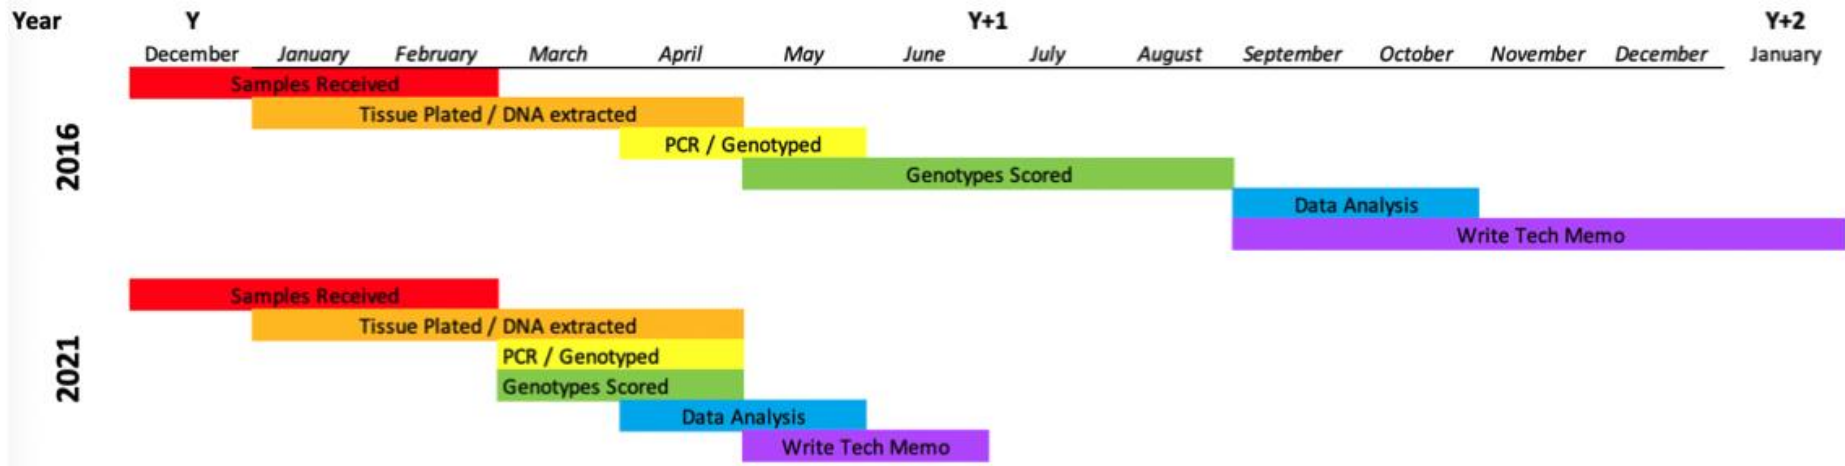 Year Y Y+1 Y+2
December January February March April May June July August September October November December January
2016
Samples Received
Tissue Plated / DNA extracted
PCR / Genotyped
Genotypes Scored
Data Analysis
Write Tech Memo
2021
Samples Received
Tissue Plated / DNA extracted
PCR / Genotyped
Genotypes Scored
Data Analysis
Write Tech Memo